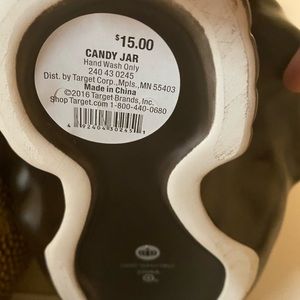 $15.00
CANDY JAR
Hand Wash Only
240 43 0245
Dist. by Target Corp., Mpls., MN 55403
Made in China
©2016 Target Brands, Inc.
Shop Target.com 1-800-440-0680